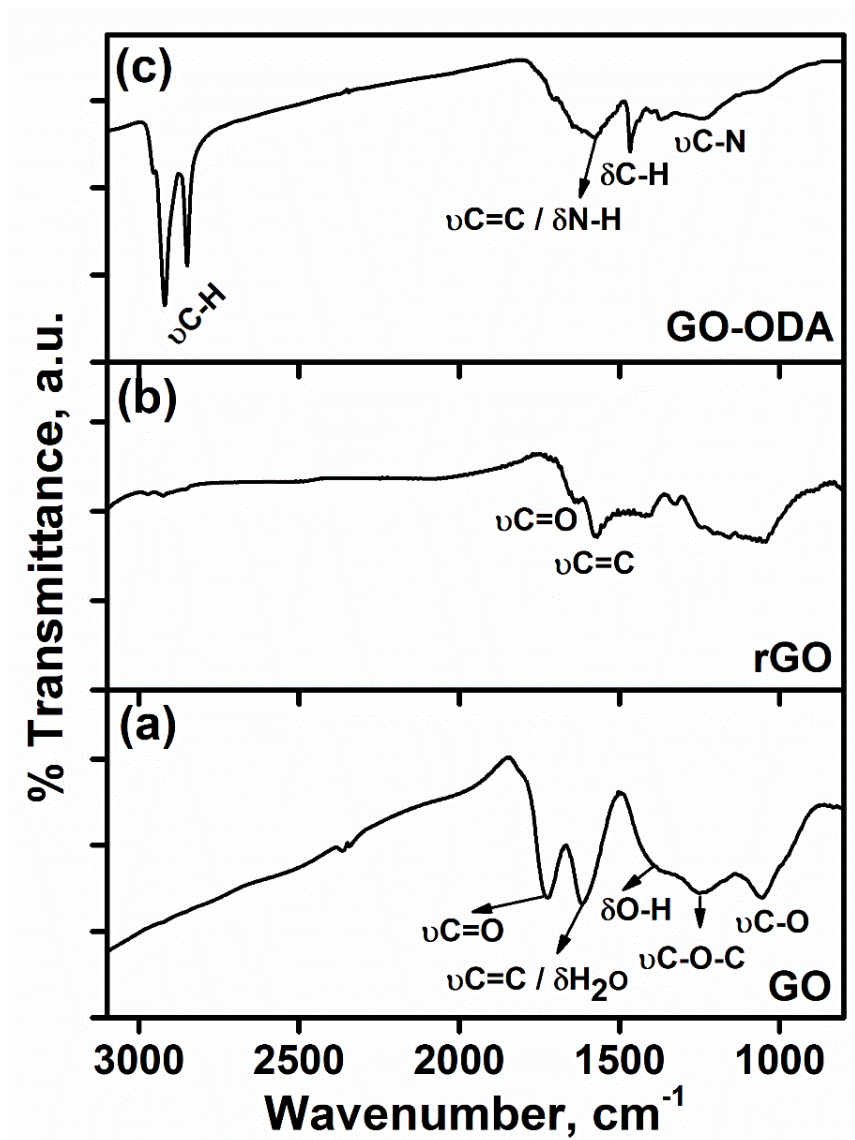 (c)
υC-N
δC-H
υC=C / δN-H
υC-H
GO-ODA
(b)
υC=O
υC=C
rGO
(a)
υC=O
δO-H
υC-O
υC-O-C
υC=C / δH₂O
GO
% Transmittance, a.u.
3000 2500 2000 1500 1000
Wavenumber, cm⁻¹